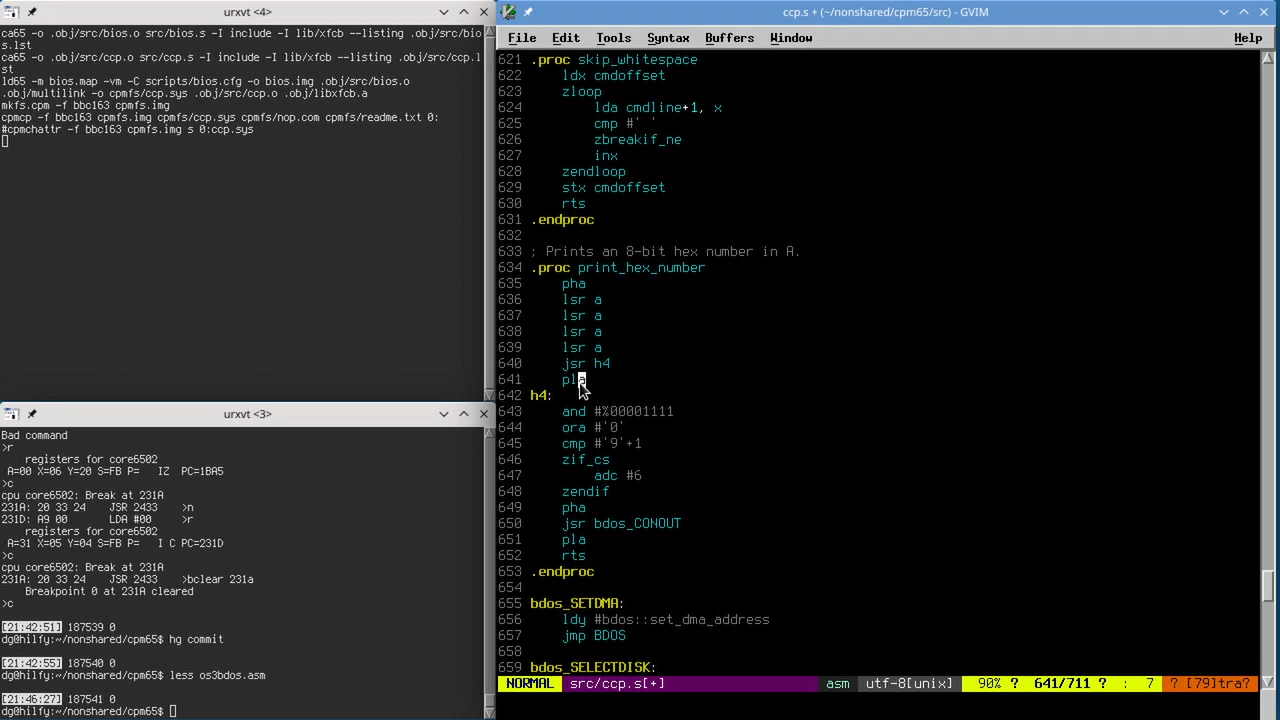 urxvt <4>
ca65 -o .obj/src/bios.o src/bios.s -I include -I lib/xfcb --listing .obj/src/bio
s.lst
ca65 -o .obj/src/ccp.o src/ccp.s -I include -I lib/xfcb --listing .obj/src/ccp.l
st
ld65 -m bios.map -vm -C scripts/bios.cfg -o bios.img .obj/src/bios.o
.obj/multilink -o cpmfs/ccp.sys .obj/src/ccp.o .obj/libxfcb.a
mkfs.cpm -f bbc163 cpmfs.img
cpmcp -f bbc163 cpmfs.img cpmfs/ccp.sys cpmfs/nop.com cpmfs/readme.txt 0:
#cpmchattr -f bbc163 cpmfs.img s 0:ccp.sys
urxvt <3>
Bad command
>r
registers for core6502
A=00 X=06 Y=20 S=FB P=   IZ  PC=1BA5
>c
cpu core6502: Break at 231A
231A: 20 33 24    JSR 2433    >n
231D: A9 00       LDA #00     >r
registers for core6502
A=31 X=05 Y=04 S=FB P=   I C PC=231D
>c
cpu core6502: Break at 231A
231A: 20 33 24    JSR 2433    >bclear 231a
Breakpoint 0 at 231A cleared
>c
[21:42:51] 187539 0
dg@hilfy:~/nonshared/cpm65$ hg commit
[21:42:55] 187540 0
dg@hilfy:~/nonshared/cpm65$ less os3bdos.asm
[21:46:27] 187541 0
dg@hilfy:~/nonshared/cpm65$
ccp.s + (~/nonshared/cpm65/src) - GVIM
File Edit Tools Syntax Buffers Window Help
621 .proc skip_whitespace
622     ldx cmdoffset
623     zloop
624         lda cmdline+1, x
625         cmp #' '
626         zbreakif_ne
627         inx
628     zendloop
629     stx cmdoffset
630     rts
631 .endproc
632
633 ; Prints an 8-bit hex number in A.
634 .proc print_hex_number
635     pha
636     lsr a
637     lsr a
638     lsr a
639     lsr a
640     jsr h4
641     pla
642 h4:
643     and #%00001111
644     ora #'0'
645     cmp #'9'+1
646     zif_cs
647         adc #6
648     zendif
649     pha
650     jsr bdos_CONOUT
651     pla
652     rts
653 .endproc
654
655 bdos_SETDMA:
656     ldy #bdos::set_dma_address
657     jmp BDOS
658
659 bdos_SELECTDISK:
NORMAL src/ccp.s[+] asm utf-8[unix] 90% ? 641/711 ? : 7 ? [79]tra?